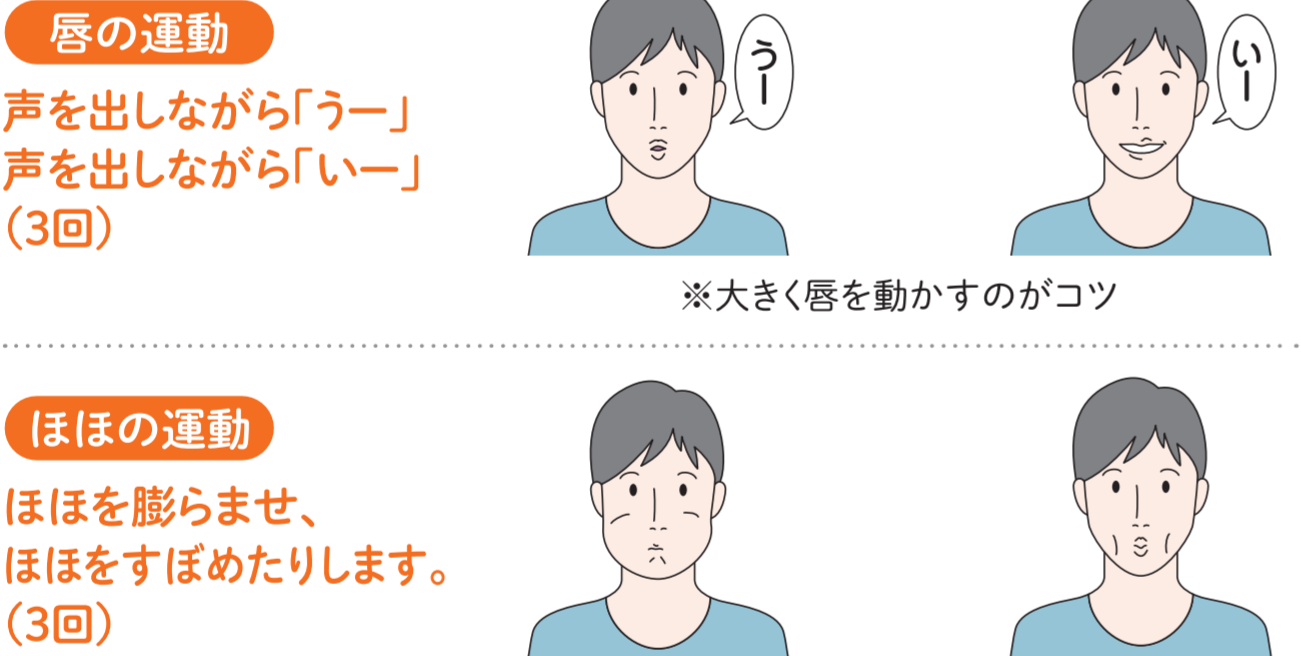 唇の運動
声を出しながら「うー」
声を出しながら「いー」
(3回)
うー
いー
※大きく唇を動かすのがコツ
ほほの運動
ほほを膨らませ、
ほほをすぼめたりします。
(3回)